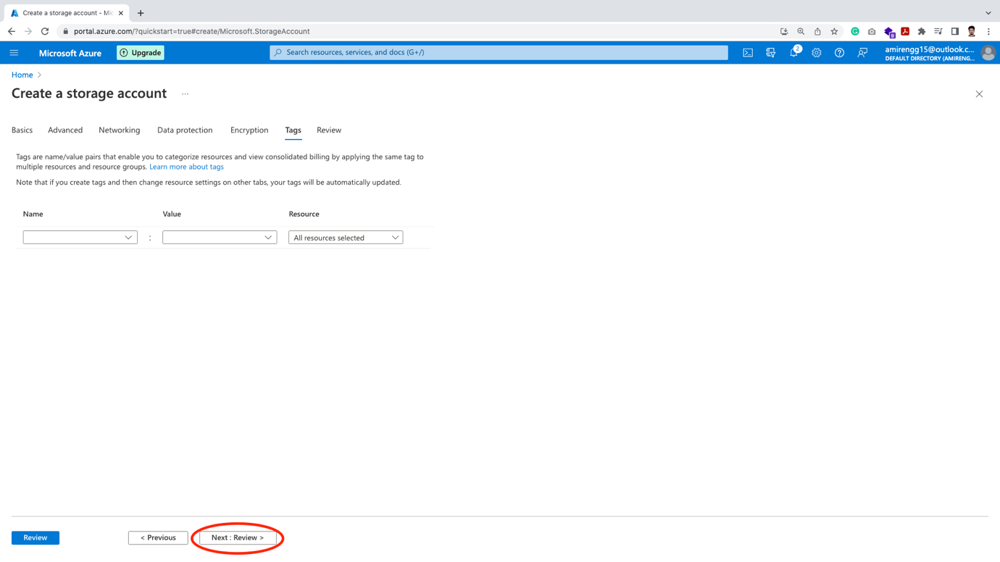 Create a storage account - Mic
portal.azure.com/?quickstart=true#create/Microsoft.StorageAccount
9
Microsoft Azure
Upgrade
Search resources, services, and docs (G+/)
2
amirengg15@outlook.c...
DEFAULT DIRECTORY (AMIRENG...
Home
Create a storage account ...
Basics Advanced Networking Data protection Encryption Tags Review
Tags are name/value pairs that enable you to categorize resources and view consolidated billing by applying the same tag to
multiple resources and resource groups. Learn more about tags
Note that if you create tags and then change resource settings on other tabs, your tags will be automatically updated.
Name Value Resource
: All resources selected
Review < Previous Next : Review >